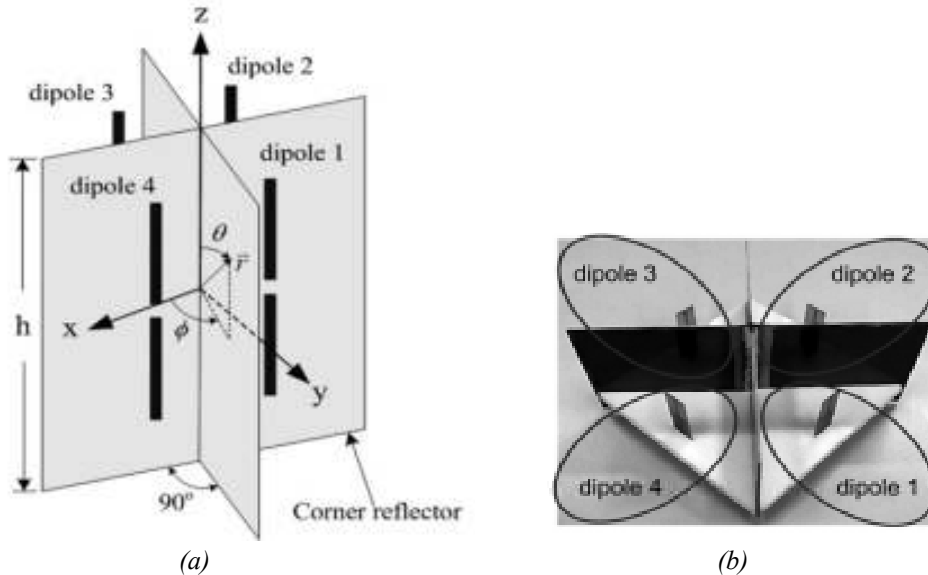 z
dipole 2
dipole 3
dipole 1
dipole 4
θ
r⃗
h
x
ϕ
y
90°
Corner reflector
(a)
dipole 3
dipole 2
dipole 4
dipole 1
(b)